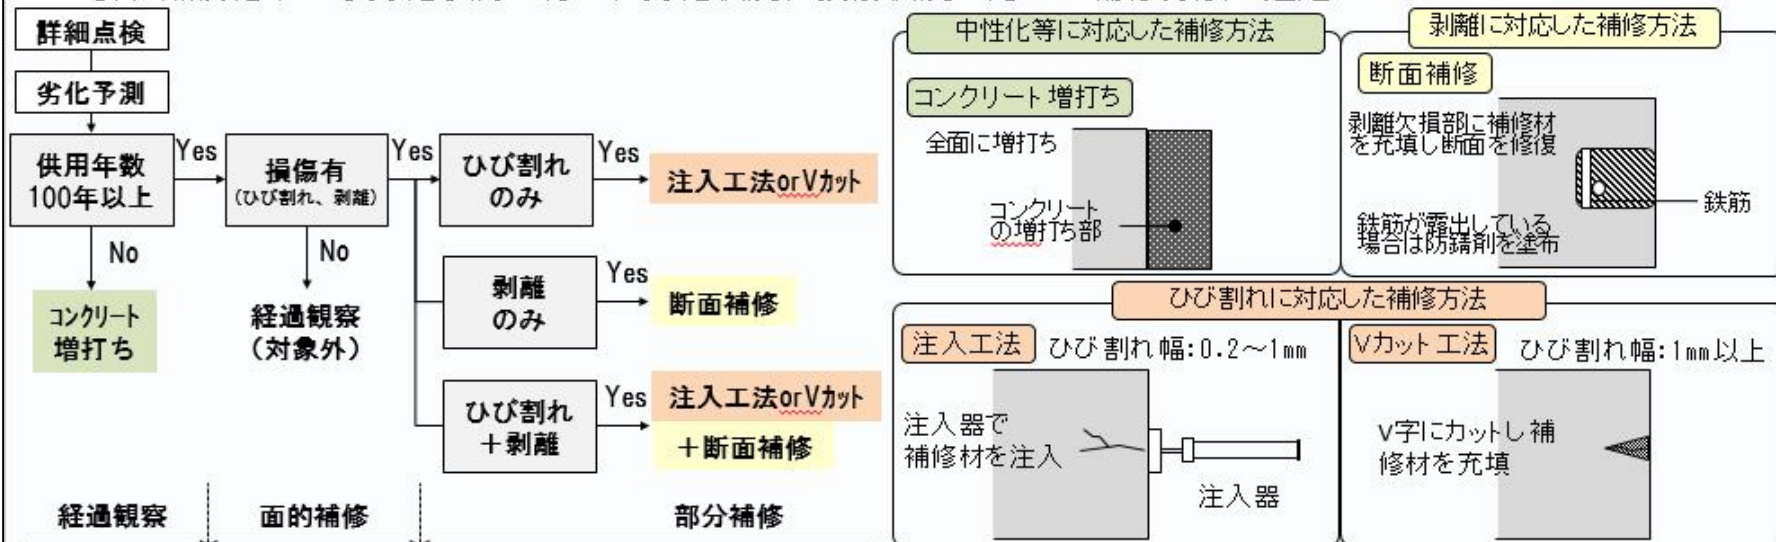 詳細点検
劣化予測
供用年数
100年以上
Yes
No
コンクリート
増打ち
損傷有
(ひび割れ、剥離)
Yes
No
経過観察
(対象外)
ひび割れ
のみ
Yes
注入工法orVカット
剥離
のみ
Yes
断面補修
ひび割れ
+剥離
Yes
注入工法orVカット
+断面補修
経過観察
面的補修
部分補修
中性化等に対応した補修方法
コンクリート増打ち
全面に増打ち
コンクリート
の増打ち部
剥離に対応した補修方法
断面補修
剥離欠損部に補修材
を充填し断面を修復
鉄筋
鉄筋が露出している
場合は防錆剤を塗布
ひび割れに対応した補修方法
注入工法
ひび割れ幅:0.2~1mm
注入器で
補修材を注入
注入器
Vカット工法
ひび割れ幅:1mm以上
V字にカットし補
修材を充填